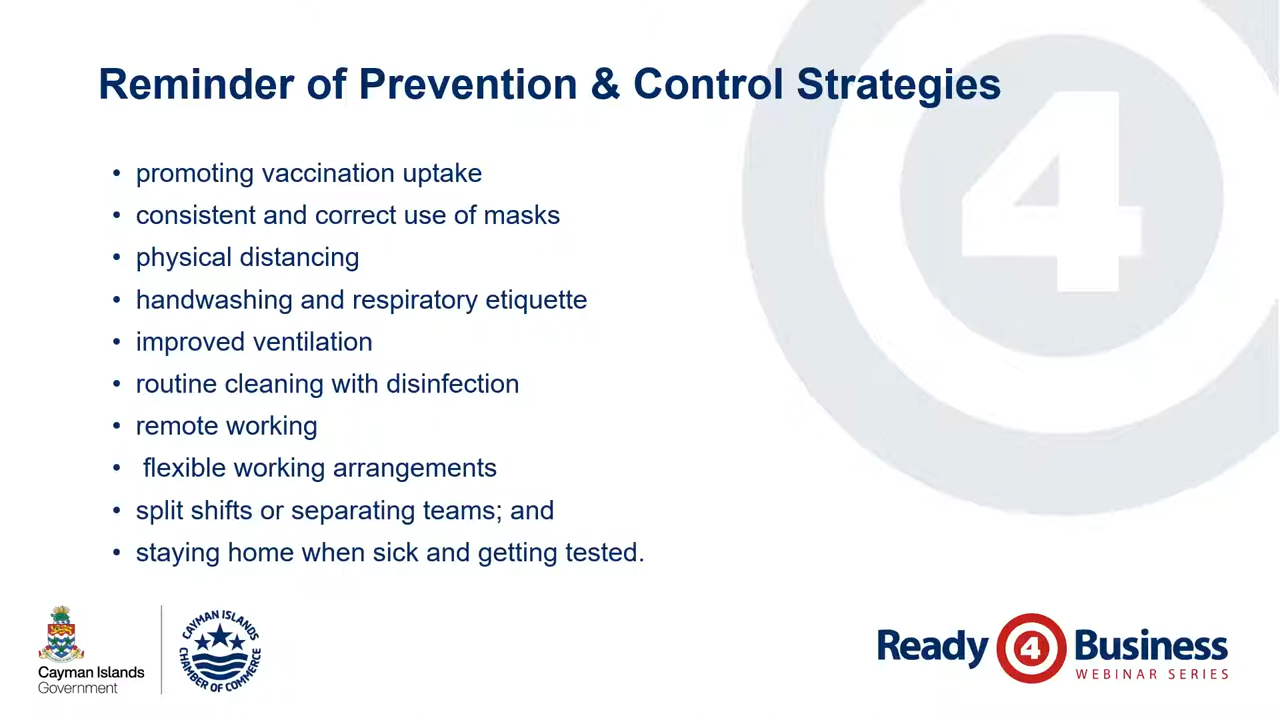 Reminder of Prevention & Control Strategies
4
• promoting vaccination uptake
• consistent and correct use of masks
• physical distancing
• handwashing and respiratory etiquette
• improved ventilation
• routine cleaning with disinfection
• remote working
• flexible working arrangements
• split shifts or separating teams; and
• staying home when sick and getting tested.
Cayman Islands
Government
CAYMAN ISLANDS
CHAMBER OF COMMERCE
Ready 4 Business
WEBINAR SERIES